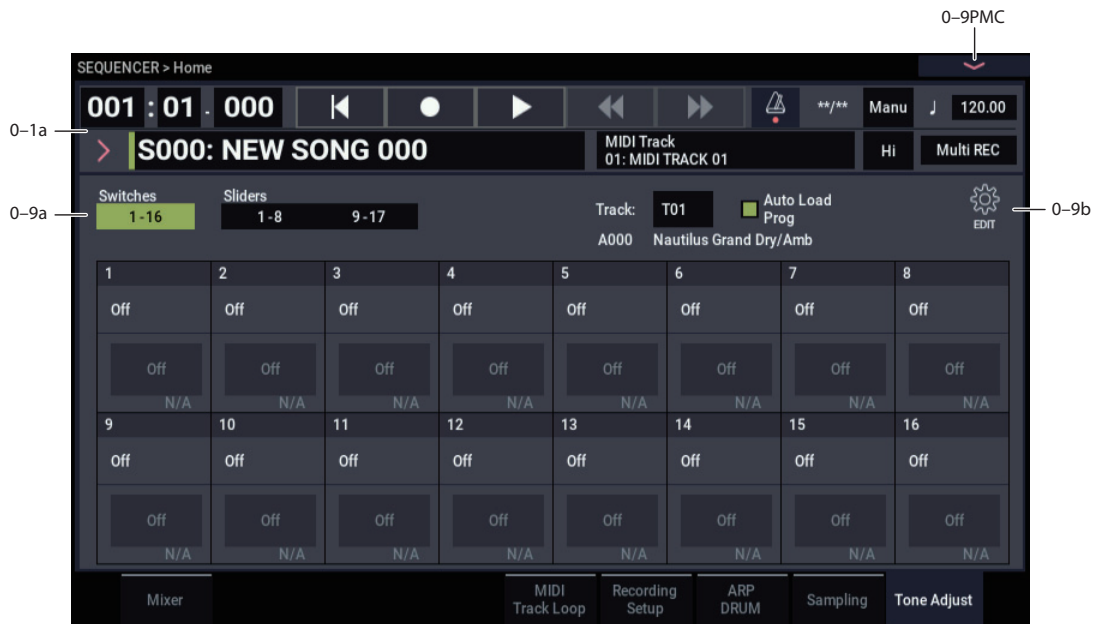 0–9PMC
SEQUENCER > Home
001 : 01 . 000
**/**
Manu
♩ 120.00
0–1a
S000: NEW SONG 000
MIDI Track
01: MIDI TRACK 01
Hi
Multi REC
0–9a
Switches
1-16
Sliders
1-8 9-17
Track: T01
Auto Load
Prog
A000 Nautilus Grand Dry/Amb
EDIT
0–9b
1 2 3 4 5 6 7 8
Off Off Off Off Off Off Off Off
Off Off Off Off Off Off Off Off
N/A N/A N/A N/A N/A N/A N/A N/A
9 10 11 12 13 14 15 16
Off Off Off Off Off Off Off Off
Off Off Off Off Off Off Off Off
N/A N/A N/A N/A N/A N/A N/A N/A
Mixer
MIDI
Track Loop
Recording
Setup
ARP
DRUM
Sampling
Tone Adjust